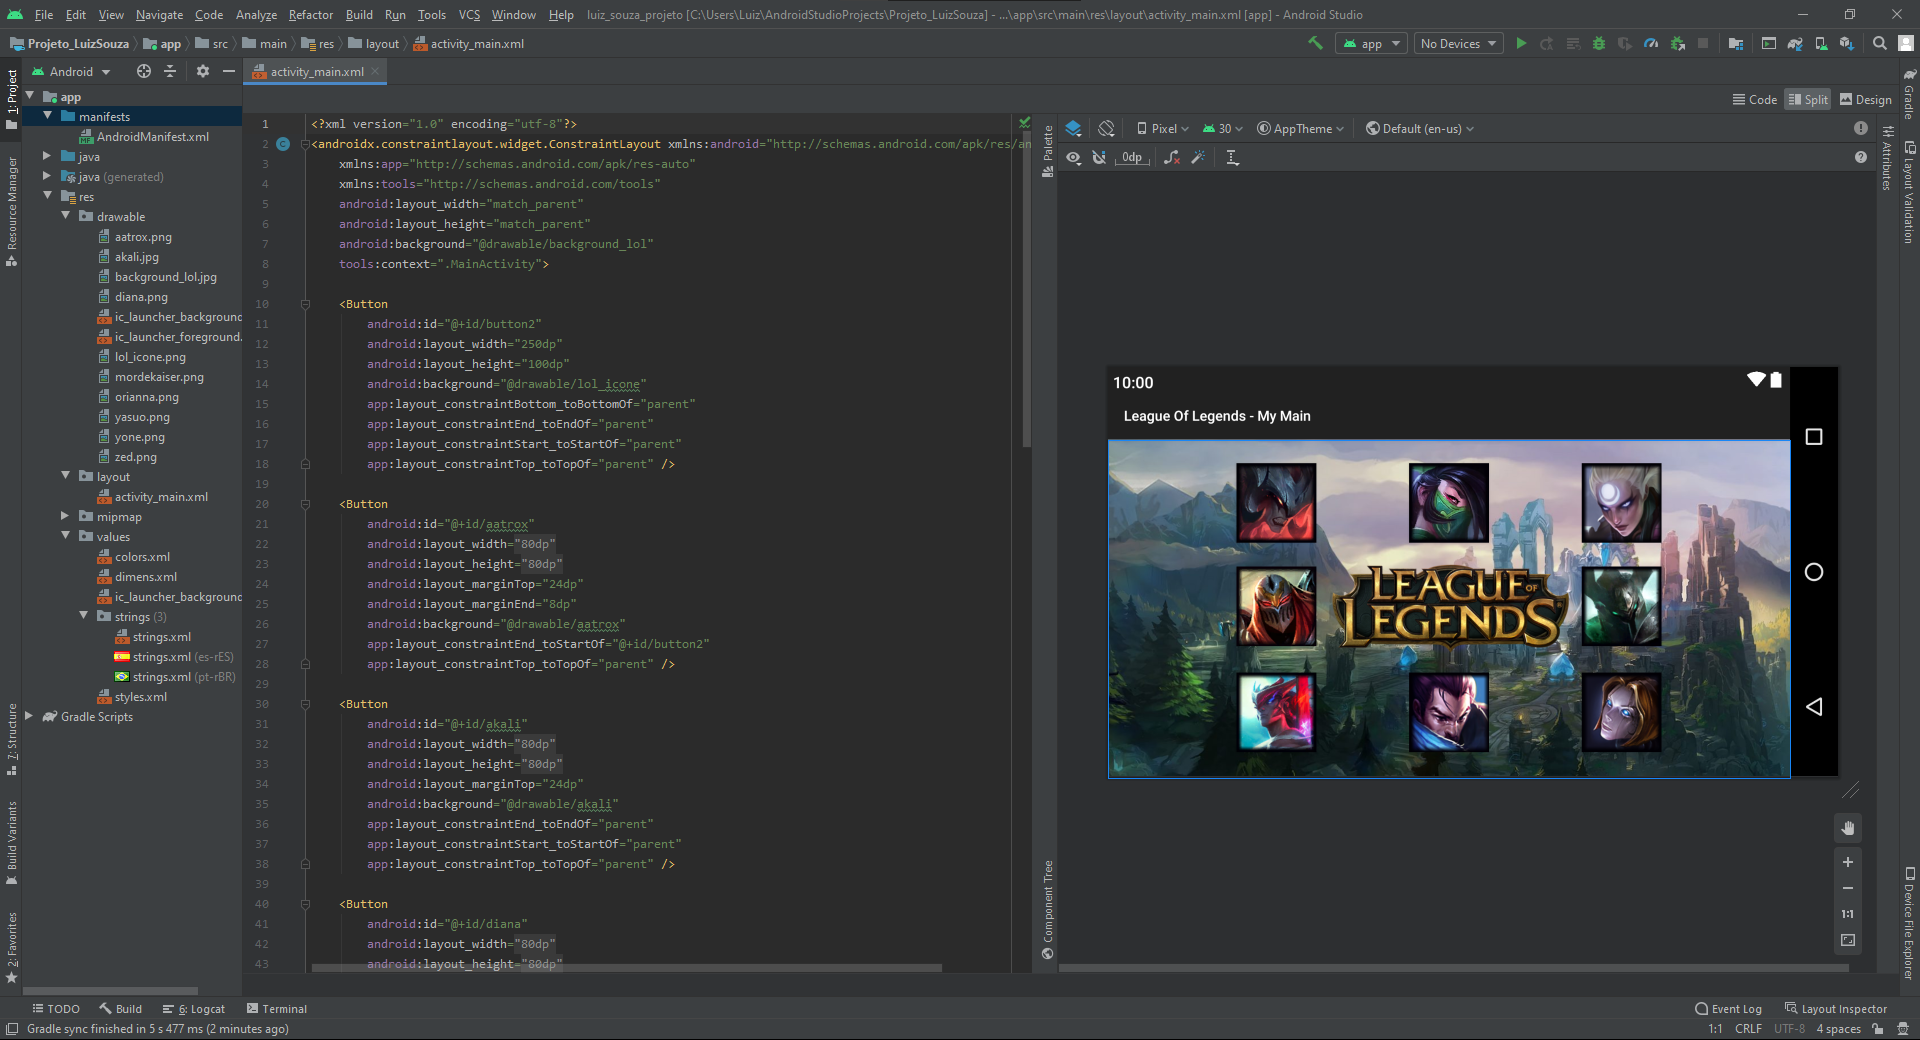 File Edit View Navigate Code Analyze Refactor Build Run Tools VCS Window Help luiz_souza_projeto [C:\Users\Luiz\AndroidStudioProjects\Projeto_LuizSouza] - ...\app\src\main\res\layout\activity_main.xml [app] - Android Studio
Projeto_LuizSouza app src main res layout activity_main.xml
app No Devices
Android
activity_main.xml
Code Split Design
1: Project
Resource Manager
7: Structure
Build Variants
2: Favorites
app
manifests
AndroidManifest.xml
java
java (generated)
res
drawable
aatrox.png
akali.jpg
background_lol.jpg
diana.png
ic_launcher_background
ic_launcher_foreground.
lol_icone.png
mordekaiser.png
orianna.png
yasuo.png
yone.png
zed.png
layout
activity_main.xml
mipmap
values
colors.xml
dimens.xml
ic_launcher_background
strings (3)
strings.xml
strings.xml (es-rES)
strings.xml (pt-rBR)
styles.xml
Gradle Scripts
1 <?xml version="1.0" encoding="utf-8"?>
2 <androidx.constraintlayout.widget.ConstraintLayout xmlns:android="http://schemas.android.com/apk/res/an
3 xmlns:app="http://schemas.android.com/apk/res-auto"
4 xmlns:tools="http://schemas.android.com/tools"
5 android:layout_width="match_parent"
6 android:layout_height="match_parent"
7 android:background="@drawable/background_lol"
8 tools:context=".MainActivity">
9
10 <Button
11 android:id="@+id/button2"
12 android:layout_width="250dp"
13 android:layout_height="100dp"
14 android:background="@drawable/lol_icone"
15 app:layout_constraintBottom_toBottomOf="parent"
16 app:layout_constraintEnd_toEndOf="parent"
17 app:layout_constraintStart_toStartOf="parent"
18 app:layout_constraintTop_toTopOf="parent" />
19
20 <Button
21 android:id="@+id/aatrox"
22 android:layout_width="80dp"
23 android:layout_height="80dp"
24 android:layout_marginTop="24dp"
25 android:layout_marginEnd="8dp"
26 android:background="@drawable/aatrox"
27 app:layout_constraintEnd_toStartOf="@+id/button2"
28 app:layout_constraintTop_toTopOf="parent" />
29
30 <Button
31 android:id="@+id/akali"
32 android:layout_width="80dp"
33 android:layout_height="80dp"
34 android:layout_marginTop="24dp"
35 android:background="@drawable/akali"
36 app:layout_constraintEnd_toEndOf="parent"
37 app:layout_constraintStart_toStartOf="parent"
38 app:layout_constraintTop_toTopOf="parent" />
39
40 <Button
41 android:id="@+id/diana"
42 android:layout_width="80dp"
43 android:layout_height="80dp"
Palette
Component Tree
Pixel 30 AppTheme Default (en-us)
0dp
10:00
League Of Legends - My Main
LEAGUE OF
LEGENDS
1:1
Attributes
Gradle
Layout Validation
Device File Explorer
TODO Build 6: Logcat Terminal
Event Log Layout Inspector
Gradle sync finished in 5 s 477 ms (2 minutes ago)
1:1 CRLF UTF-8 4 spaces